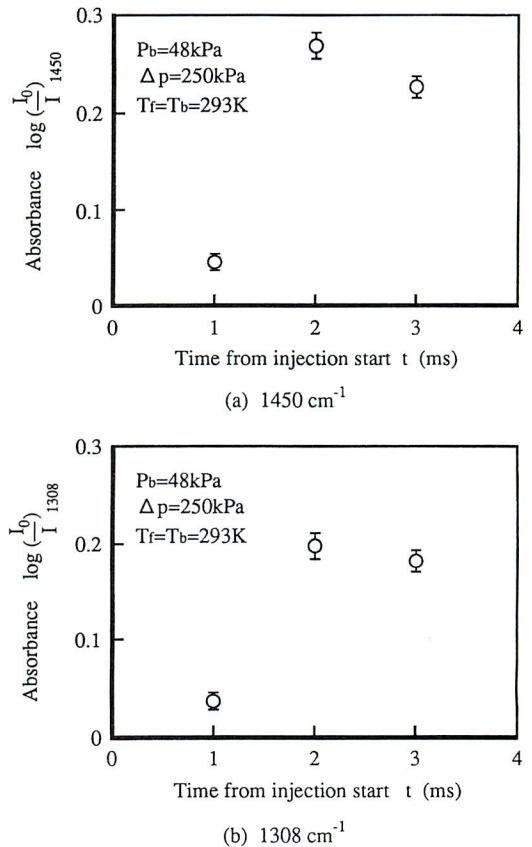 0.3
Pb=48kPa
Δp=250kPa
Tf=Tb=293K
0.2
0.1
0
Absorbance log (I0/I)1450
0 1 2 3 4
Time from injection start t (ms)
(a) 1450 cm-1
0.3
Pb=48kPa
Δp=250kPa
Tf=Tb=293K
0.2
0.1
0
Absorbance log (I0/I)1308
0 1 2 3 4
Time from injection start t (ms)
(b) 1308 cm-1